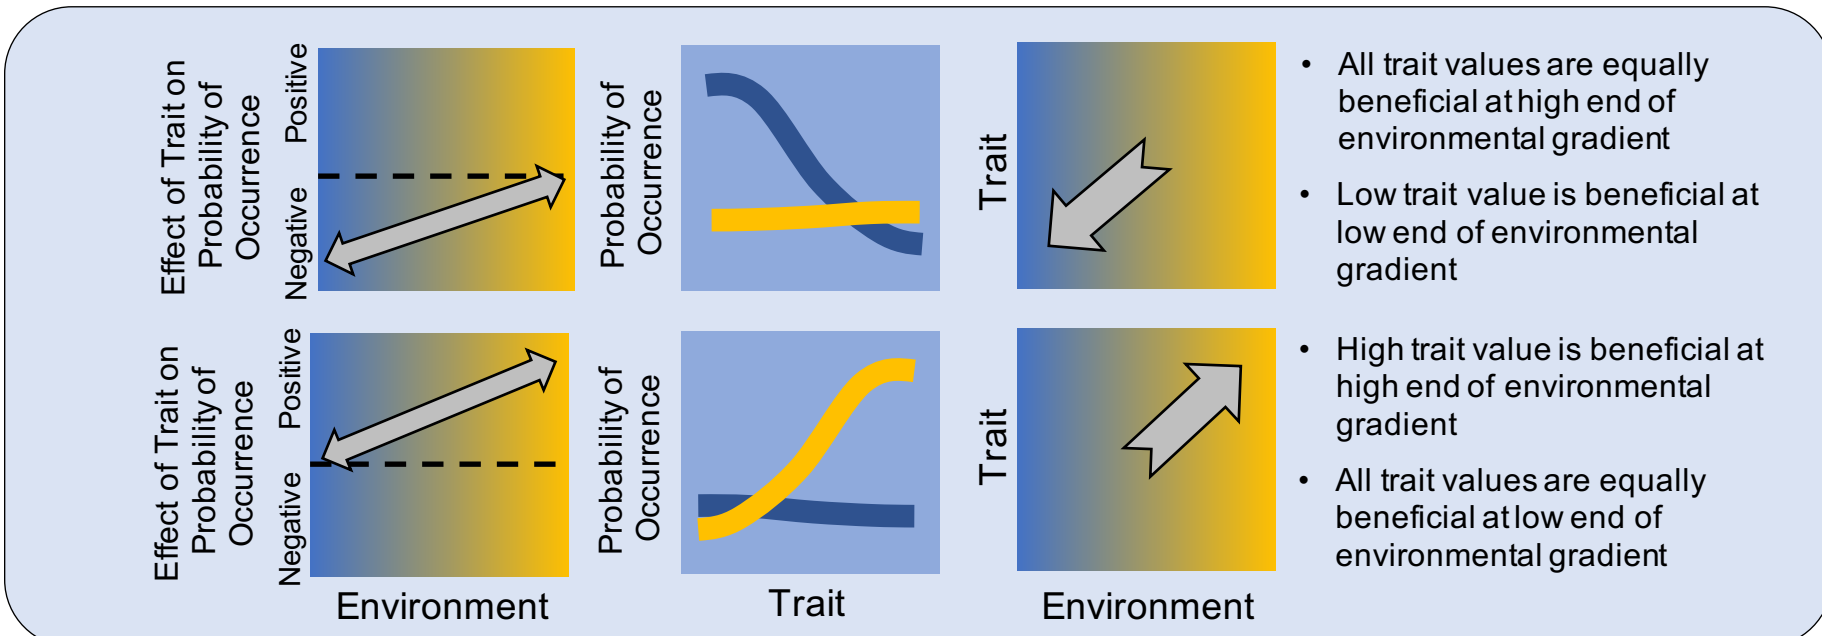 Effect of Trait on
Probability of
Occurrence
Negative Positive
Probability of
Occurrence
Trait
• All trait values are equally
beneficial at high end of
environmental gradient
• Low trait value is beneficial at
low end of environmental
gradient
Effect of Trait on
Probability of
Occurrence
Negative Positive
Probability of
Occurrence
Trait
• High trait value is beneficial at
high end of environmental
gradient
• All trait values are equally
beneficial at low end of
environmental gradient
Environment
Trait
Environment